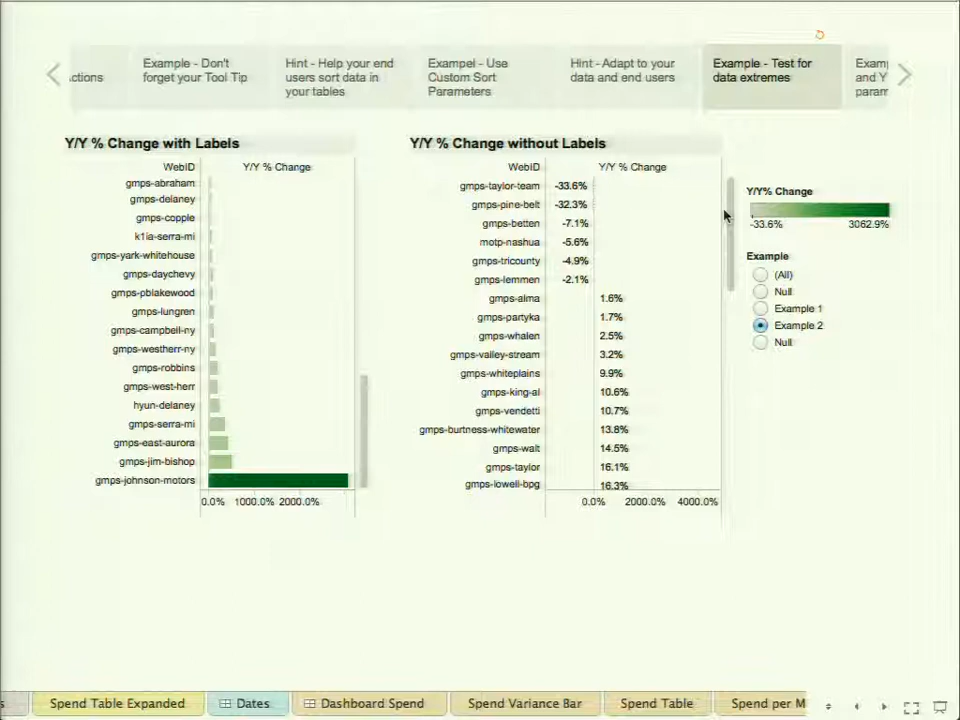 Example - Don't
Hint - Help your end
Exampel - Use
Hint - Adapt to your
Example - Test for
Examp
ctions
forget your Tool Tip
users sort data in
Custom Sort
data and end users
data extremes
and Y
your tables
Parameters
param
Y/Y % Change with Labels
Y/Y % Change without Labels
WebID
Y/Y % Change
gmps-abraham
gmps-delaney
gmps-copple
k1ia-serra-mi
gmps-yark-whitehouse
gmps-daychevy
gmps-pblakewood
gmps-lungren
gmps-campbell-ny
gmps-westherr-ny
gmps-robbins
gmps-west-herr
hyun-delaney
gmps-serra-mi
gmps-east-aurora
gmps-jim-bishop
gmps-johnson-motors
0.0% 1000.0% 2000.0%
WebID
Y/Y % Change
gmps-taylor-team -33.6%
gmps-pine-belt -32.3%
gmps-betten -7.1%
motp-nashua -5.6%
gmps-tricounty -4.9%
gmps-lemmen -2.1%
gmps-alma 1.6%
gmps-partyka 1.7%
gmps-whalen 2.5%
gmps-valley-stream 3.2%
gmps-whiteplains 9.9%
gmps-king-al 10.6%
gmps-vendetti 10.7%
gmps-burtness-whitewater 13.8%
gmps-walt 14.5%
gmps-taylor 16.1%
gmps-lowell-bpg 16.3%
0.0% 2000.0% 4000.0%
Y/Y% Change
-33.6% 3062.9%
Example
(All)
Null
Example 1
Example 2
Null
s Spend Table Expanded Dates Dashboard Spend Spend Variance Bar Spend Table Spend per M